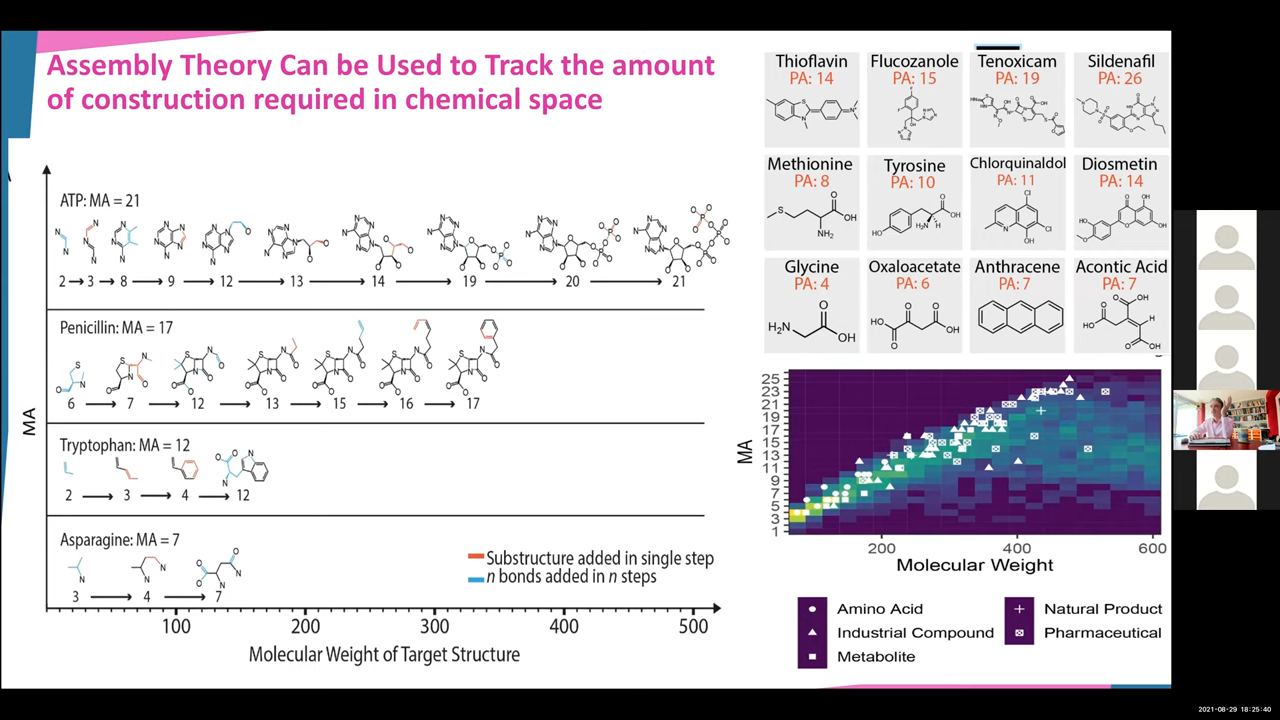 Assembly Theory Can be Used to Track the amount
of construction required in chemical space
MA
ATP: MA = 21
2 → 3 → 8 → 9 → 12 → 13 → 14 → 19 → 20 → 21
Penicillin: MA = 17
6 → 7 → 12 → 13 → 15 → 16 → 17
Tryptophan: MA = 12
2 → 3 → 4 → 12
Asparagine: MA = 7
3 → 4 → 7
Substructure added in single step
n bonds added in n steps
100 200 300 400 500
Molecular Weight of Target Structure
Thioflavin Flucozanole Tenoxicam Sildenafil
PA: 14 PA: 15 PA: 19 PA: 26
Methionine Tyrosine Chlorquinaldol Diosmetin
PA: 8 PA: 10 PA: 11 PA: 14
Glycine Oxaloacetate Anthracene Acontic Acid
PA: 4 PA: 6 PA: 7 PA: 7
MA
25
23
21
19
17
15
13
11
9
7
5
3
1
200 400 600
Molecular Weight
Amino Acid
Industrial Compound
Metabolite
Natural Product
Pharmaceutical
2021-08-29 18:25:40